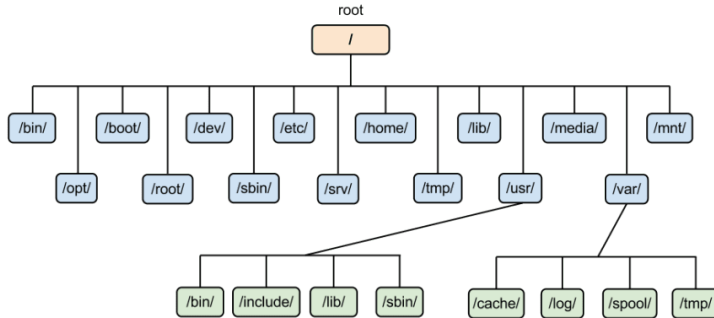 root
/
/bin/ /boot/ /dev/ /etc/ /home/ /lib/ /media/ /mnt/
/opt/ /root/ /sbin/ /srv/ /tmp/ /usr/ /var/
/bin/ /include/ /lib/ /sbin/ /cache/ /log/ /spool/ /tmp/